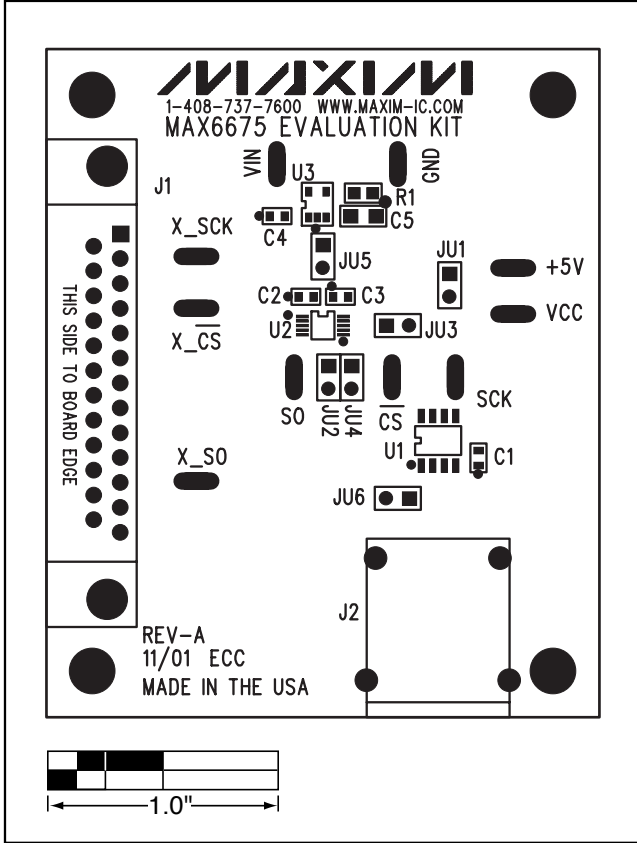 MAXIM
1-408-737-7600 WWW.MAXIM-IC.COM
MAX6675 EVALUATION KIT
VIN
GND
U3
J1
R1
C5
X_SCK
C4
JU5
JU1
+5V
C2
C3
VCC
X_CS
U2
JU3
THIS SIDE TO BOARD EDGE
SO
JU2
JU4
CS
SCK
U1
C1
X_SO
JU6
J2
REV-A
11/01 ECC
MADE IN THE USA
1.0"